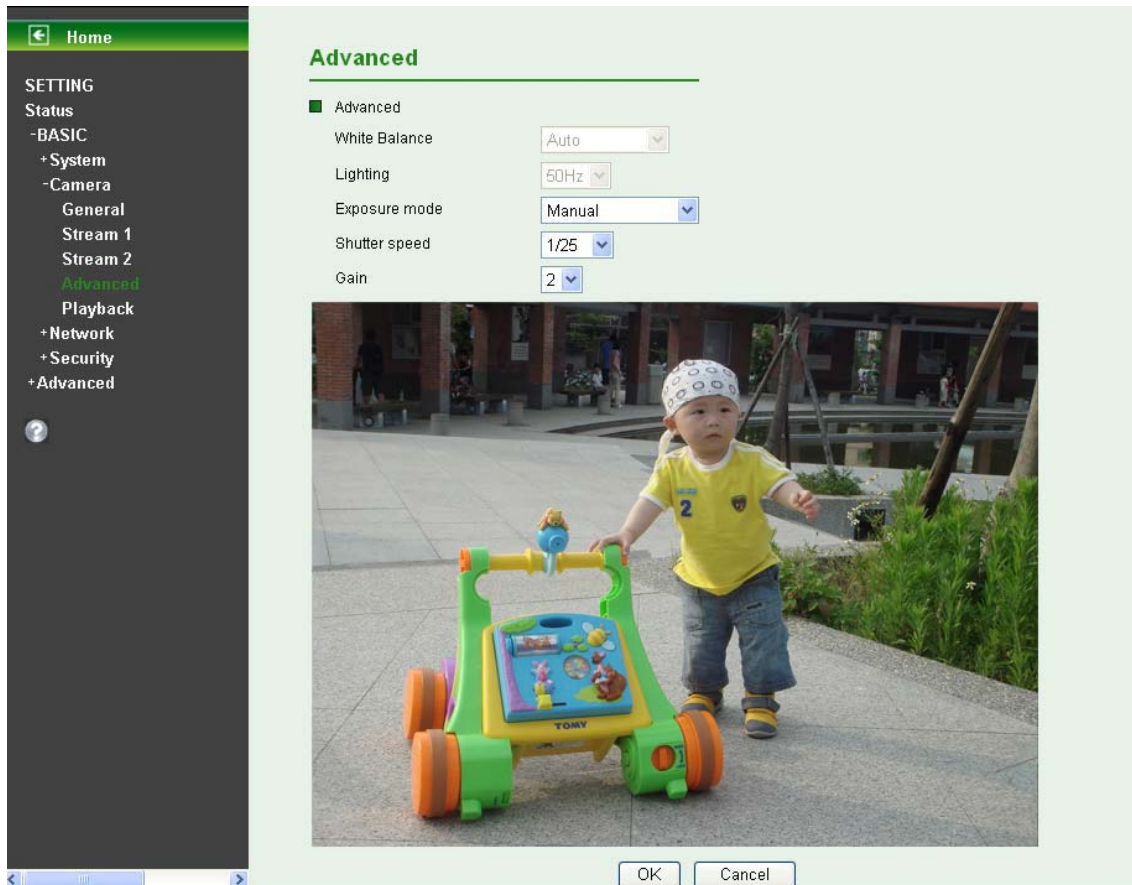 Home
SETTING
Status
-BASIC
+System
-Camera
General
Stream 1
Stream 2
Advanced
Playback
+Network
+Security
+Advanced
?
Advanced
Advanced
White Balance Auto
Lighting 50Hz
Exposure mode Manual
Shutter speed 1/25
Gain 2
2
TOMY
OK Cancel